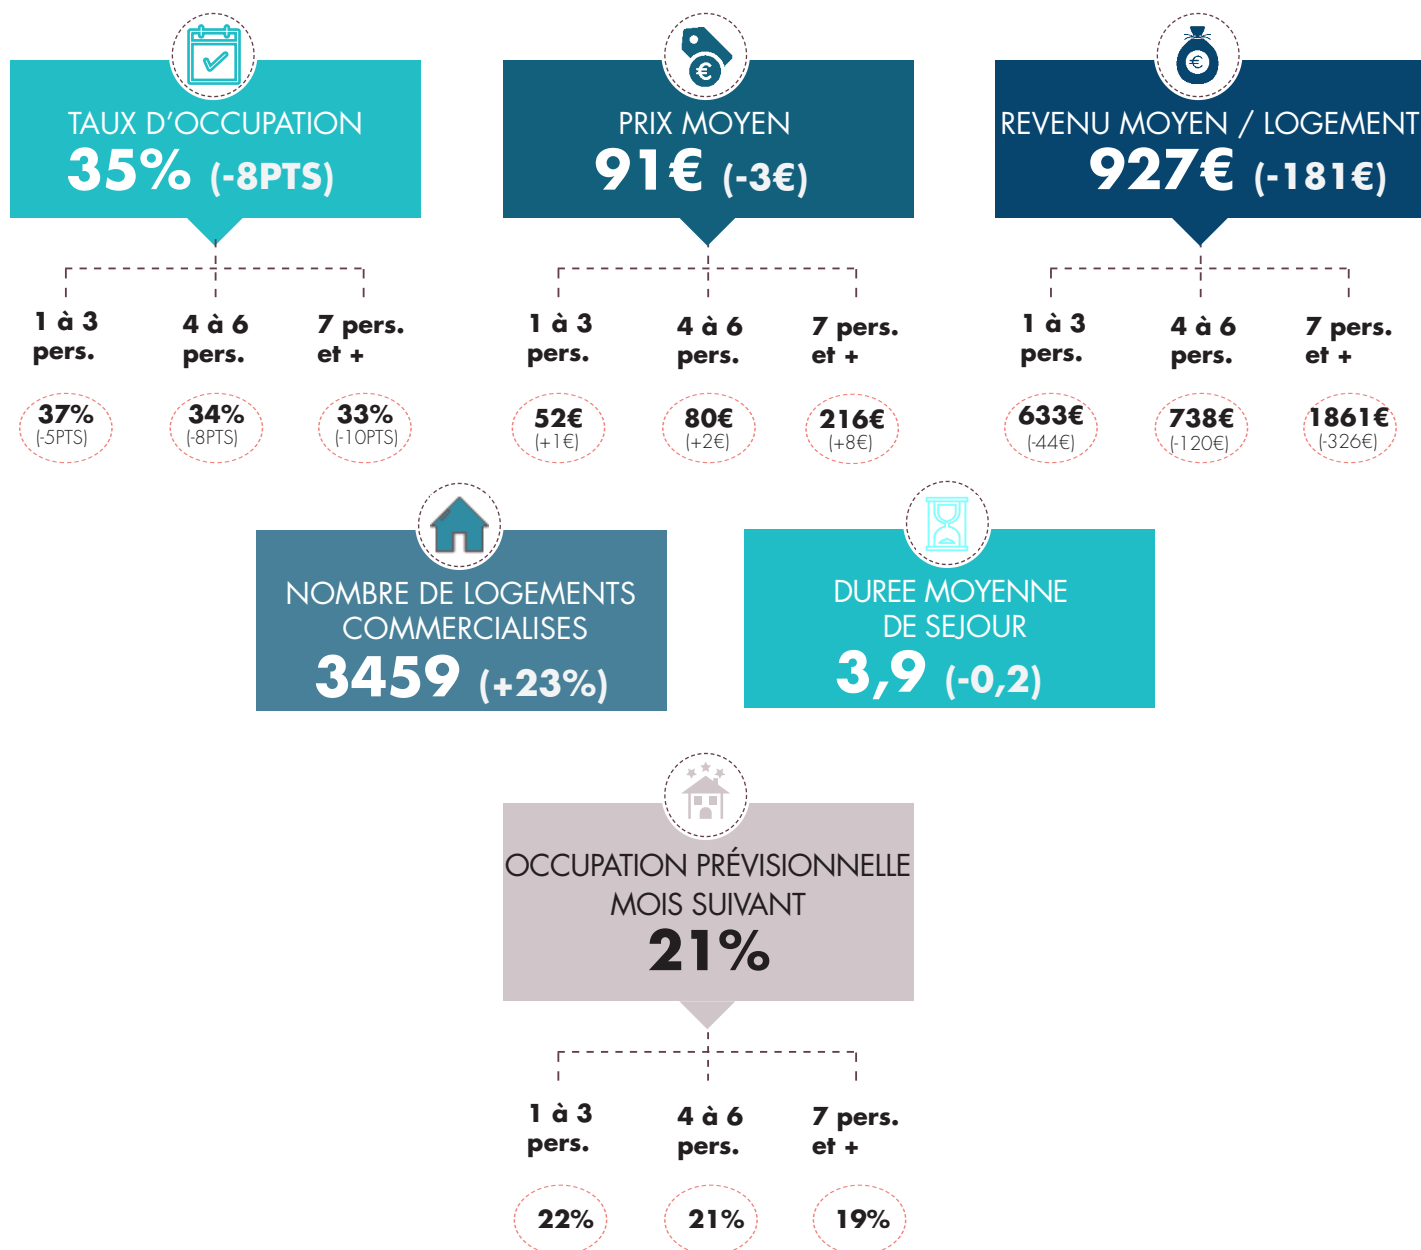 TAUX D'OCCUPATION
35% (-8PTS)
1 à 3
pers.
4 à 6
pers.
7 pers.
et +
37%
(-5PTS)
34%
(-8PTS)
33%
(-10PTS)
PRIX MOYEN
91€ (-3€)
1 à 3
pers.
4 à 6
pers.
7 pers.
et +
52€
(+1€)
80€
(+2€)
216€
(+8€)
REVENU MOYEN / LOGEMENT
927€ (-181€)
1 à 3
pers.
4 à 6
pers.
7 pers.
et +
633€
(-44€)
738€
(-120€)
1861€
(-326€)
NOMBRE DE LOGEMENTS
COMMERCIALISES
3459 (+23%)
DUREE MOYENNE
DE SEJOUR
3,9 (-0,2)
OCCUPATION PRÉVISIONNELLE
MOIS SUIVANT
21%
1 à 3
pers.
4 à 6
pers.
7 pers.
et +
22%
21%
19%